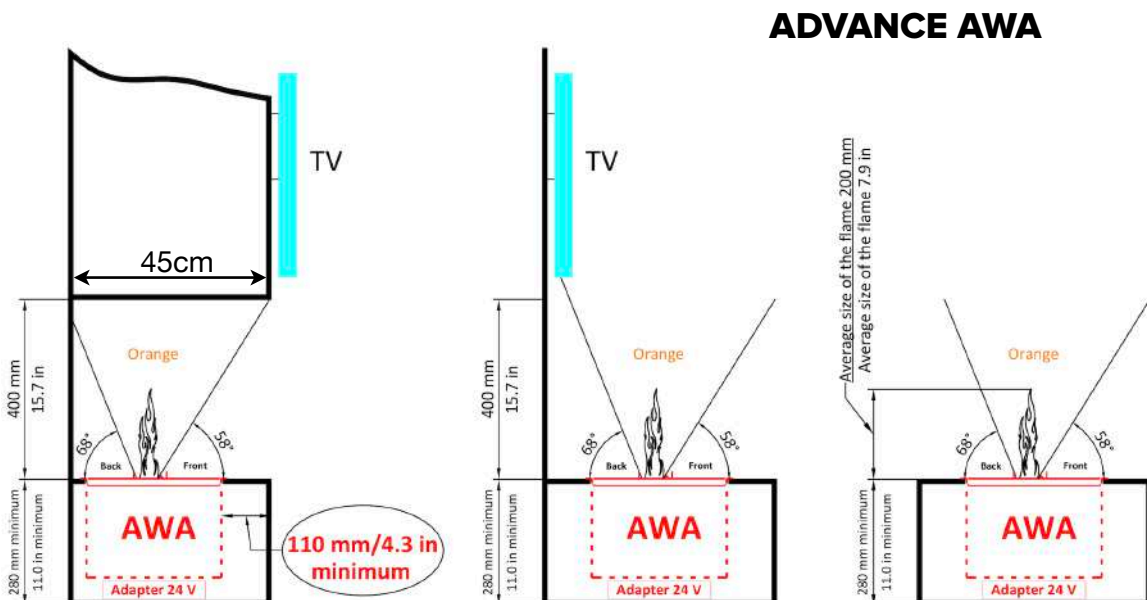 ADVANCE AWA
TV
45cm
400 mm
15.7 in
Orange
68°
Back
Front
58°
280 mm minimum
11.0 in minimum
AWA
Adapter 24 V
110 mm/4.3 in
minimum
TV
400 mm
15.7 in
Orange
68°
Back
Front
58°
280 mm minimum
11.0 in minimum
AWA
Adapter 24 V
Average size of the flame 200 mm
Average size of the flame 7.9 in
Orange
68°
Back
Front
58°
280 mm minimum
11.0 in minimum
AWA
Adapter 24 V